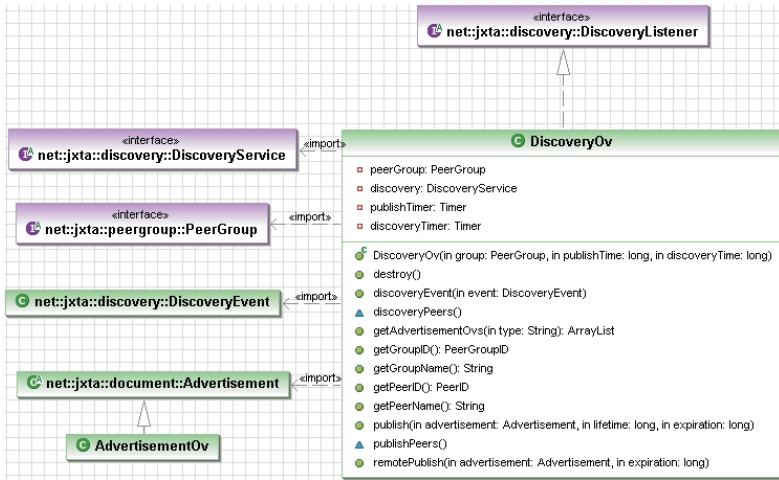 «interface»
net::jxta::discovery::DiscoveryListener
«interface»
net::jxta::discovery::DiscoveryService
«import»
«interface»
net::jxta::peergroup::PeerGroup
«import»
net::jxta::discovery::DiscoveryEvent
«import»
net::jxta::document::Advertisement
«import»
AdvertisementOv
DiscoveryOv
peerGroup: PeerGroup
discovery: DiscoveryService
publishTimer: Timer
discoveryTimer: Timer
DiscoveryOv(in group: PeerGroup, in publishTime: long, in discoveryTime: long)
destroy()
discoveryEvent(in event: DiscoveryEvent)
discoveryPeers()
getAdvertisementOvs(in type: String): ArrayList
getGroupID(): PeerGroupID
getGroupName(): String
getPeerID(): PeerID
getPeerName(): String
publish(in advertisement: Advertisement, in lifetime: long, in expiration: long)
publishPeers()
remotePublish(in advertisement: Advertisement, in expiration: long)